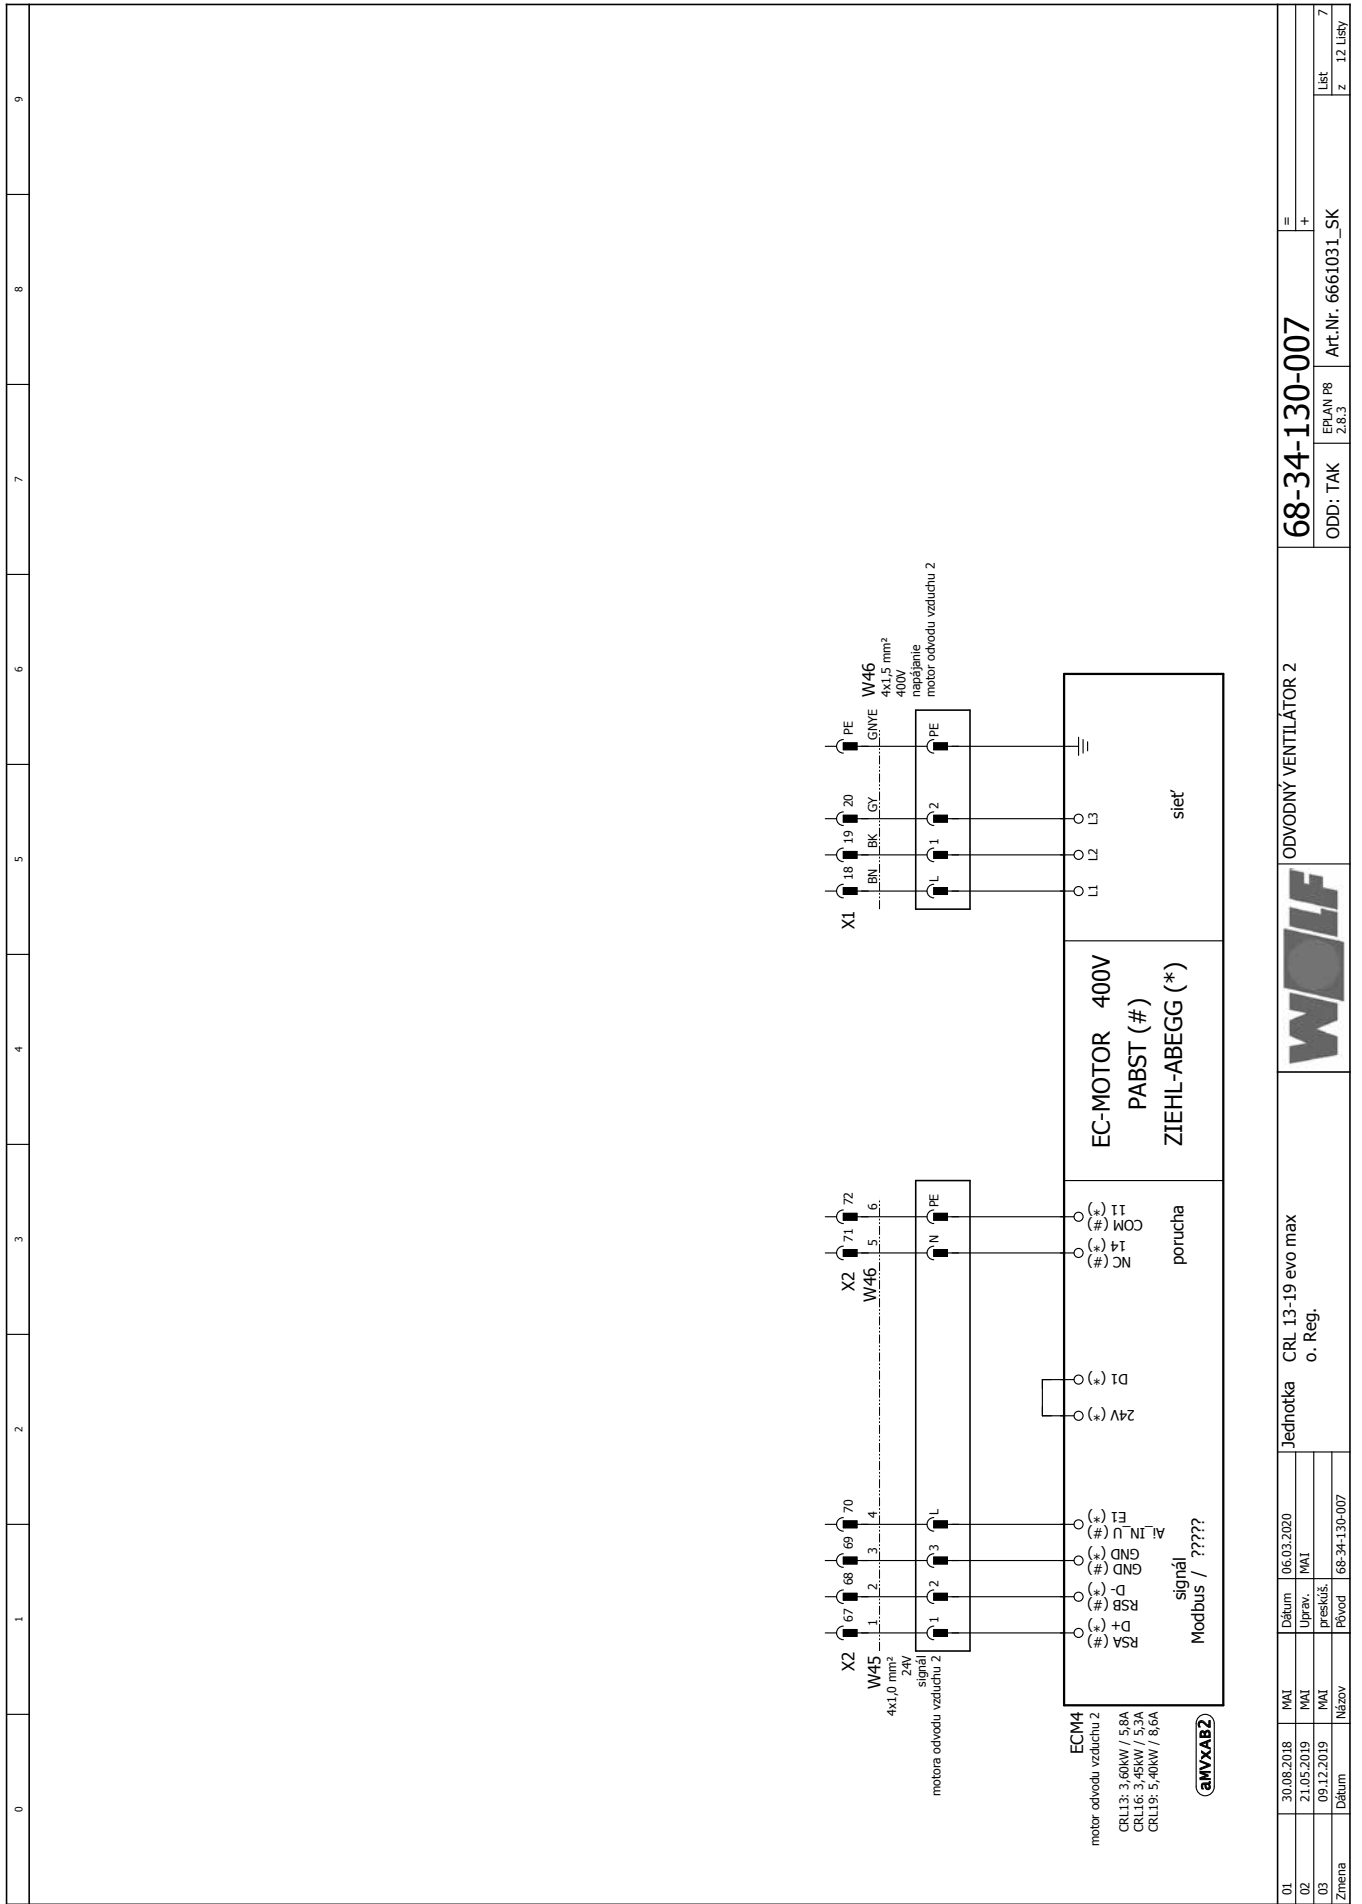 0 1 2 3 4 5 6 7 8 9
X2 67 68 69 70
W45 1 2 3 4
4x1,0 mm²
24V
signál
motora odvodu vzduchu 2
1 2 3 L
X2 71 72
W46 5 6
N PE
X1 18 19 20 PE
BN BK GY GNYE
W46
4x1,5 mm²
400V
napájanie
motor odvodu vzduchu 2
L 1 2 PE
ECM4
motor odvodu vzduchu 2
CRL13: 3,60kW / 5,8A
CRL16: 3,45kW / 5,3A
CRL19: 5,40kW / 8,6A
aMVxAB2
RSA (#)
D+ (*)
RSB (#)
D- (*)
GND (#)
GND (*)
Ai_IN_U (#)
E1 (*)
24V (*)
D1 (*)
NC (#)
14 (*)
COM (#)
11 (*)
signál
Modbus / ?????
porucha
EC-MOTOR 400V
PABST (#)
ZIEHL-ABEGG (*)
L1 L2 L3
sieť
01 30.08.2018 MAI Dátum 06.03.2020
02 21.05.2019 MAI Uprav. MAI
03 09.12.2019 MAI preskúš.
Zmena Dátum Názov Pôvod 68-34-130-007
Jednotka CRL 13-19 evo max
o. Reg.
WOLF
ODVODNÝ VENTILÁTOR 2
68-34-130-007
=
+
ODD: TAK
EPLAN P8
2.8.3
Art.Nr. 6661031_SK
List 7
z 12 Listy